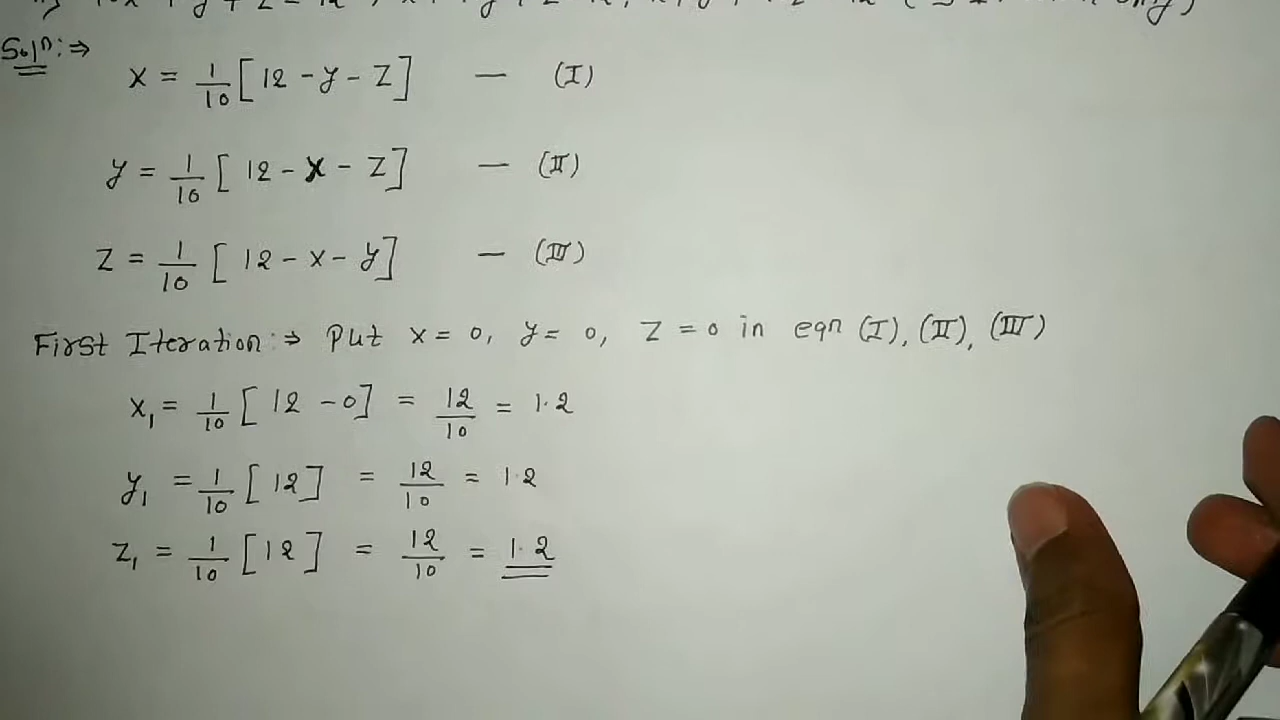 Soln:⇒
x = 1/10 [12 - y - z] — (I)
y = 1/10 [12 - x - z] — (II)
z = 1/10 [12 - x - y] — (III)
First Iteration:⇒ Put x = 0, y = 0, z = 0 in eqn (I), (II), (III)
x₁ = 1/10 [12 - 0] = 12/10 = 1.2
y₁ = 1/10 [12] = 12/10 = 1.2
z₁ = 1/10 [12] = 12/10 = 1.2